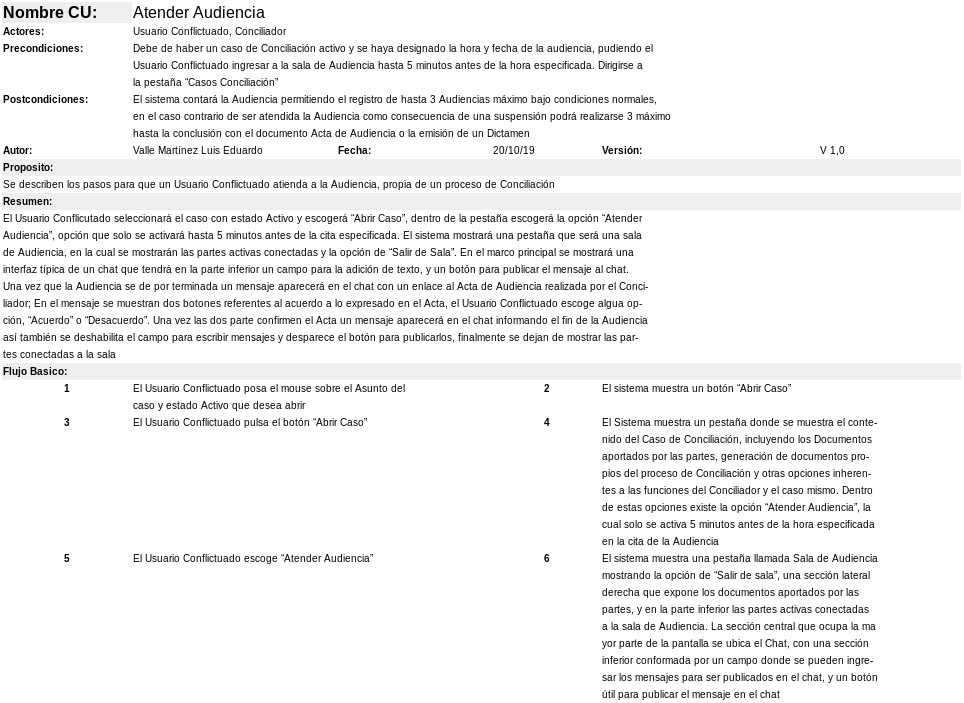 Nombre CU: Atender Audiencia
Actores: Usuario Conflictuado, Conciliador
Precondiciones: Debe de haber un caso de Conciliación activo y se haya designado la hora y fecha de la audiencia, pudiendo el
Usuario Conflictuado ingresar a la sala de Audiencia hasta 5 minutos antes de la hora especificada. Dirigirse a
la pestaña “Casos Conciliación”
Postcondiciones: El sistema contará la Audiencia permitiendo el registro de hasta 3 Audiencias máximo bajo condiciones normales,
en el caso contrario de ser atendida la Audiencia como consecuencia de una suspensión podrá realizarse 3 máximo
hasta la conclusión con el documento Acta de Audiencia o la emisión de un Dictamen
Autor: Valle Martínez Luis Eduardo Fecha: 20/10/19 Versión: V 1,0
Proposito:
Se describen los pasos para que un Usuario Conflictuado atienda a la Audiencia, propia de un proceso de Conciliación
Resumen:
El Usuario Conflicutado seleccionará el caso con estado Activo y escogerá “Abrir Caso”, dentro de la pestaña escogerá la opción “Atender
Audiencia”, opción que solo se activará hasta 5 minutos antes de la cita especificada. El sistema mostrará una pestaña que será una sala
de Audiencia, en la cual se mostrarán las partes activas conectadas y la opción de “Salir de Sala”. En el marco principal se mostrará una
interfaz típica de un chat que tendrá en la parte inferior un campo para la adición de texto, y un botón para publicar el mensaje al chat.
Una vez que la Audiencia se de por terminada un mensaje aparecerá en el chat con un enlace al Acta de Audiencia realizada por el Conci-
liador; En el mensaje se muestran dos botones referentes al acuerdo a lo expresado en el Acta, el Usuario Conflictuado escoge algua op-
ción, “Acuerdo” o “Desacuerdo”. Una vez las dos parte confirmen el Acta un mensaje aparecerá en el chat informando el fin de la Audiencia
así también se deshabilita el campo para escribir mensajes y desparece el botón para publicarlos, finalmente se dejan de mostrar las par-
tes conectadas a la sala
Flujo Basico:
1 El Usuario Conflictuado posa el mouse sobre el Asunto del 2 El sistema muestra un botón “Abrir Caso”
caso y estado Activo que desea abrir
3 El Usuario Conflictuado pulsa el botón “Abrir Caso” 4 El Sistema muestra un pestaña donde se muestra el conte-
nido del Caso de Conciliación, incluyendo los Documentos
aportados por las partes, generación de documentos pro-
pios del proceso de Conciliación y otras opciones inheren-
tes a las funciones del Conciliador y el caso mismo. Dentro
de estas opciones existe la opción “Atender Audiencia”, la
cual solo se activa 5 minutos antes de la hora especificada
en la cita de la Audiencia
5 El Usuario Conflictuado escoge “Atender Audiencia” 6 El sistema muestra una pestaña llamada Sala de Audiencia
mostrando la opción de “Salir de sala”, una sección lateral
derecha que expone los documentos aportados por las
partes, y en la parte inferior las partes activas conectadas
a la sala de Audiencia. La sección central que ocupa la ma
yor parte de la pantalla se ubica el Chat, con una sección
inferior conformada por un campo donde se pueden ingre-
sar los mensajes para ser publicados en el chat, y un botón
útil para publicar el mensaje en el chat